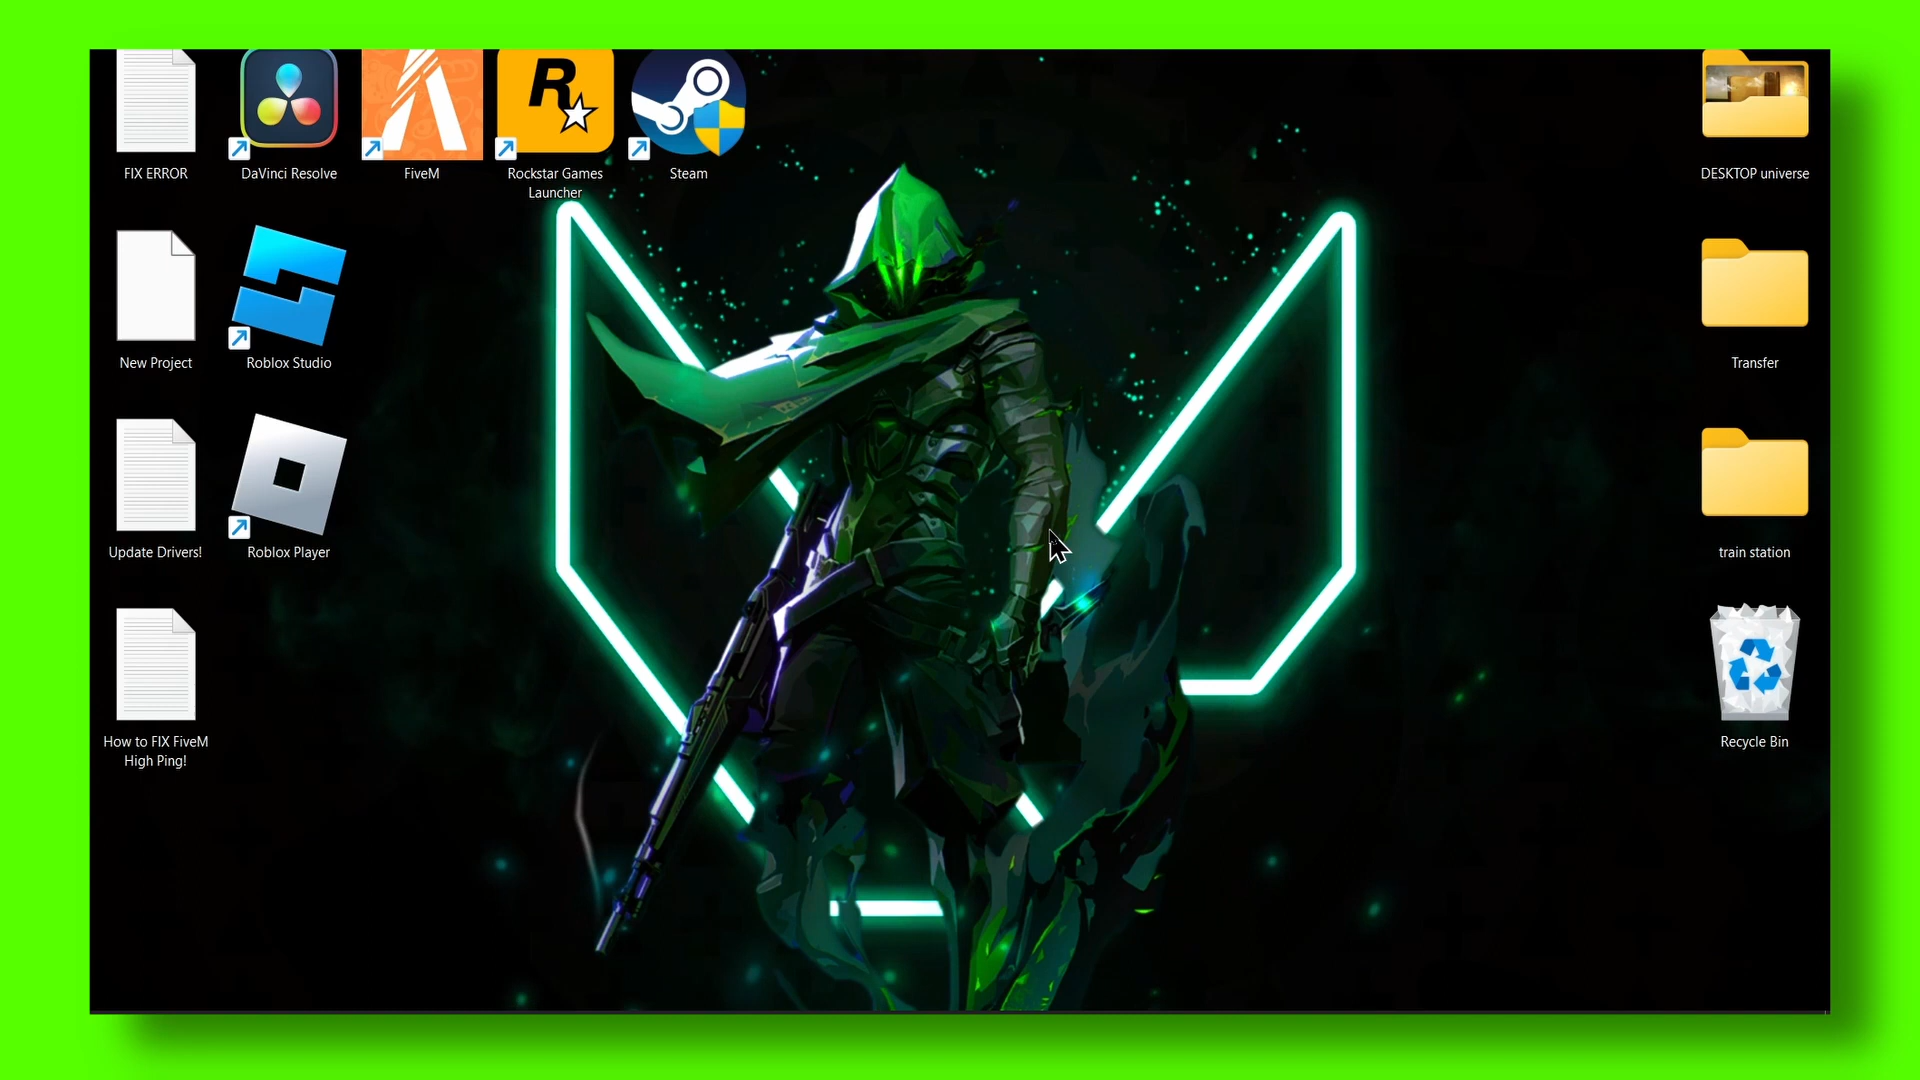 FIX ERROR
DaVinci Resolve
FiveM
R
Rockstar Games
Launcher
Steam
DESKTOP universe
New Project
Roblox Studio
Transfer
Update Drivers!
Roblox Player
train station
How to FIX FiveM
High Ping!
Recycle Bin